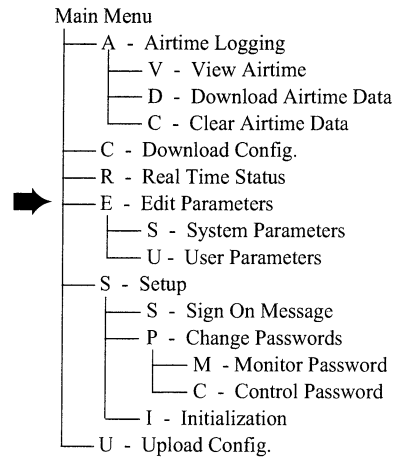 Main Menu
A - Airtime Logging
V - View Airtime
D - Download Airtime Data
C - Clear Airtime Data
C - Download Config.
R - Real Time Status
E - Edit Parameters
S - System Parameters
U - User Parameters
S - Setup
S - Sign On Message
P - Change Passwords
M - Monitor Password
C - Control Password
I - Initialization
U - Upload Config.